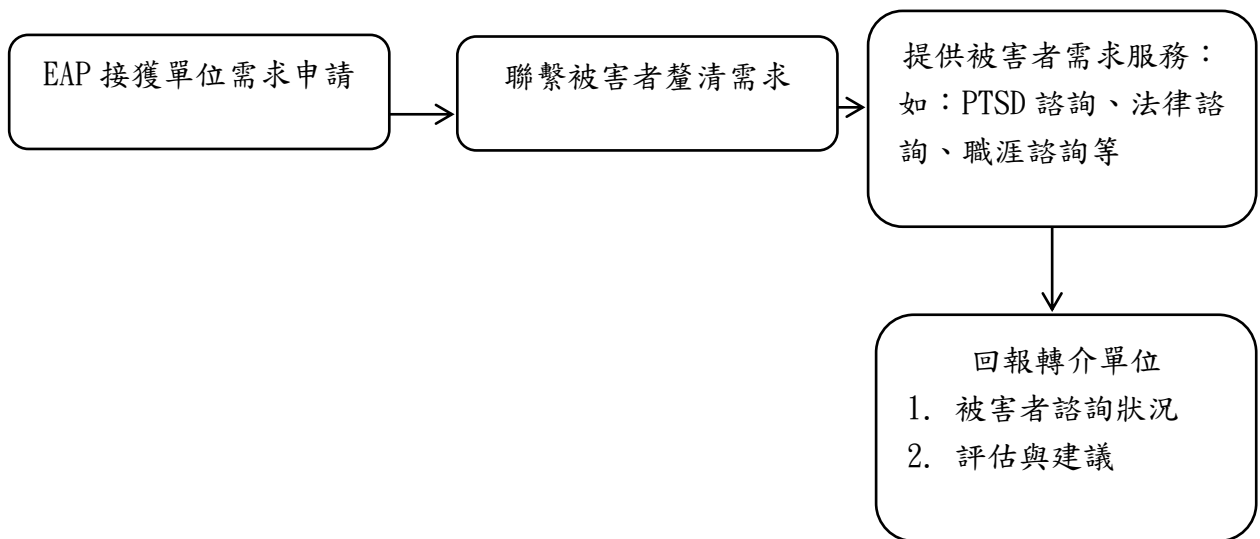 EAP 接獲單位需求申請
聯繫被害者釐清需求
提供被害者需求服務：
如：PTSD 諮詢、法律諮
詢、職涯諮詢等
回報轉介單位
1. 被害者諮詢狀況
2. 評估與建議